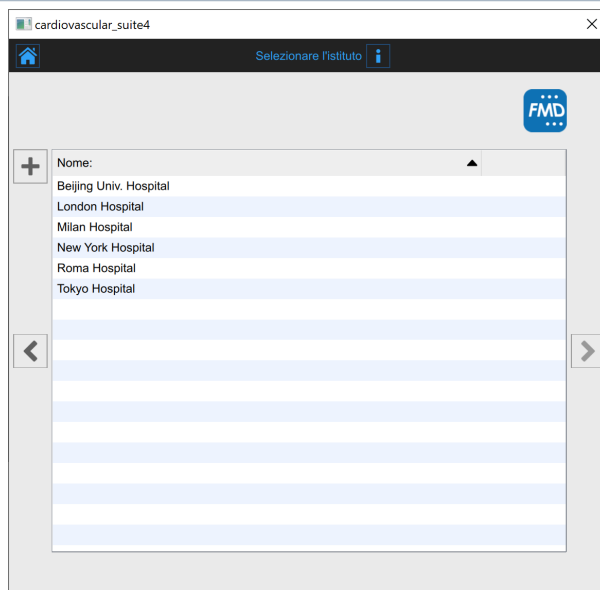 cardiovascular_suite4
Selezionare l'istituto
FMD
Nome:
Beijing Univ. Hospital
London Hospital
Milan Hospital
New York Hospital
Roma Hospital
Tokyo Hospital